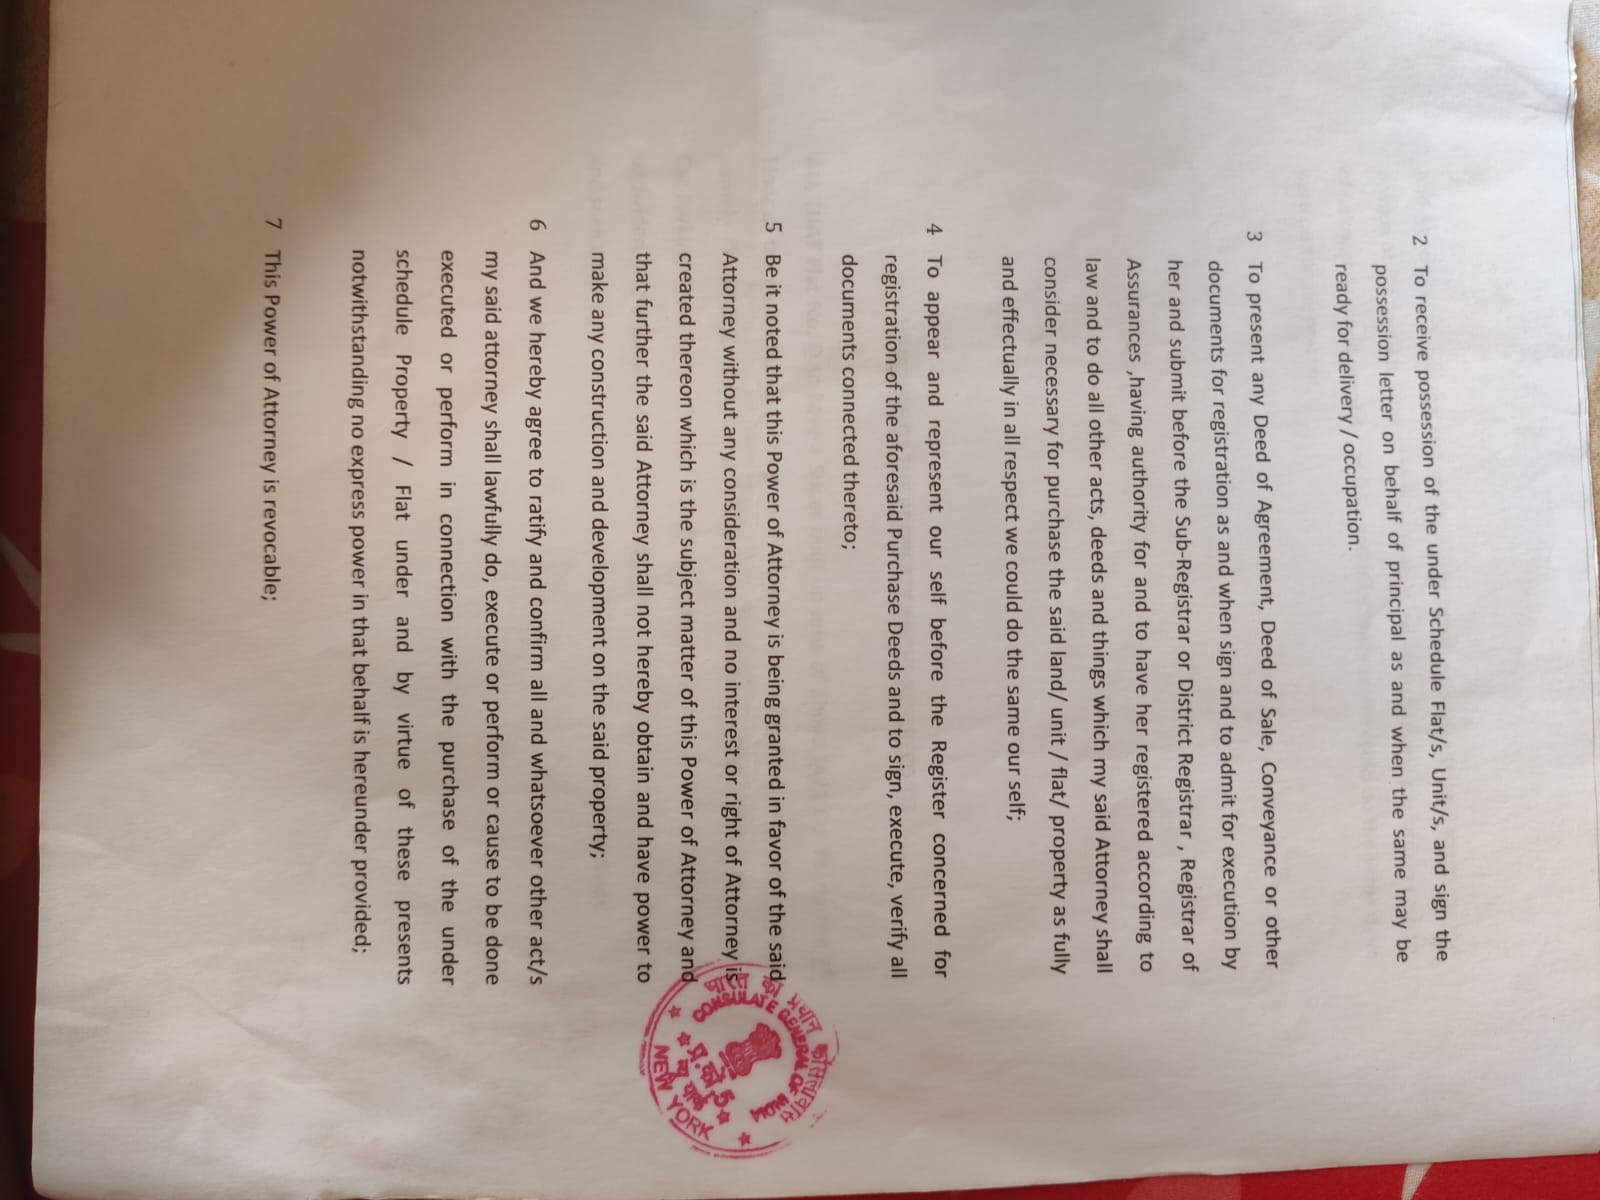 2 To receive possession of the under Schedule Flat/s, Unit/s, and sign the
possession letter on behalf of principal as and when the same may be
ready for delivery / occupation.
3 To present any Deed of Agreement, Deed of Sale, Conveyance or other
documents for registration as and when sign and to admit for execution by
her and submit before the Sub-Registrar or District Registrar , Registrar of
Assurances ,having authority for and to have her registered according to
law and to do all other acts, deeds and things which my said Attorney shall
consider necessary for purchase the said land/ unit / flat/ property as fully
and effectually in all respect we could do the same our self;
4 To appear and represent our self before the Register concerned for
registration of the aforesaid Purchase Deeds and to sign, execute, verify all
documents connected thereto;
5 Be it noted that this Power of Attorney is being granted in favor of the said
Attorney without any consideration and no interest or right of Attorney is
created thereon which is the subject matter of this Power of Attorney and
that further the said Attorney shall not hereby obtain and have power to
make any construction and development on the said property;
6 And we hereby agree to ratify and confirm all and whatsoever other act/s
my said attorney shall lawfully do, execute or perform or cause to be done
executed or perform in connection with the purchase of the under
schedule Property / Flat under and by virtue of these presents
notwithstanding no express power in that behalf is hereunder provided;
7 This Power of Attorney is revocable;
भारत का प्रधान कौंसलावास
CONSULATE GENERAL OF INDIA
प्र.कौं 5
न्यू यॉर्क
NEW YORK